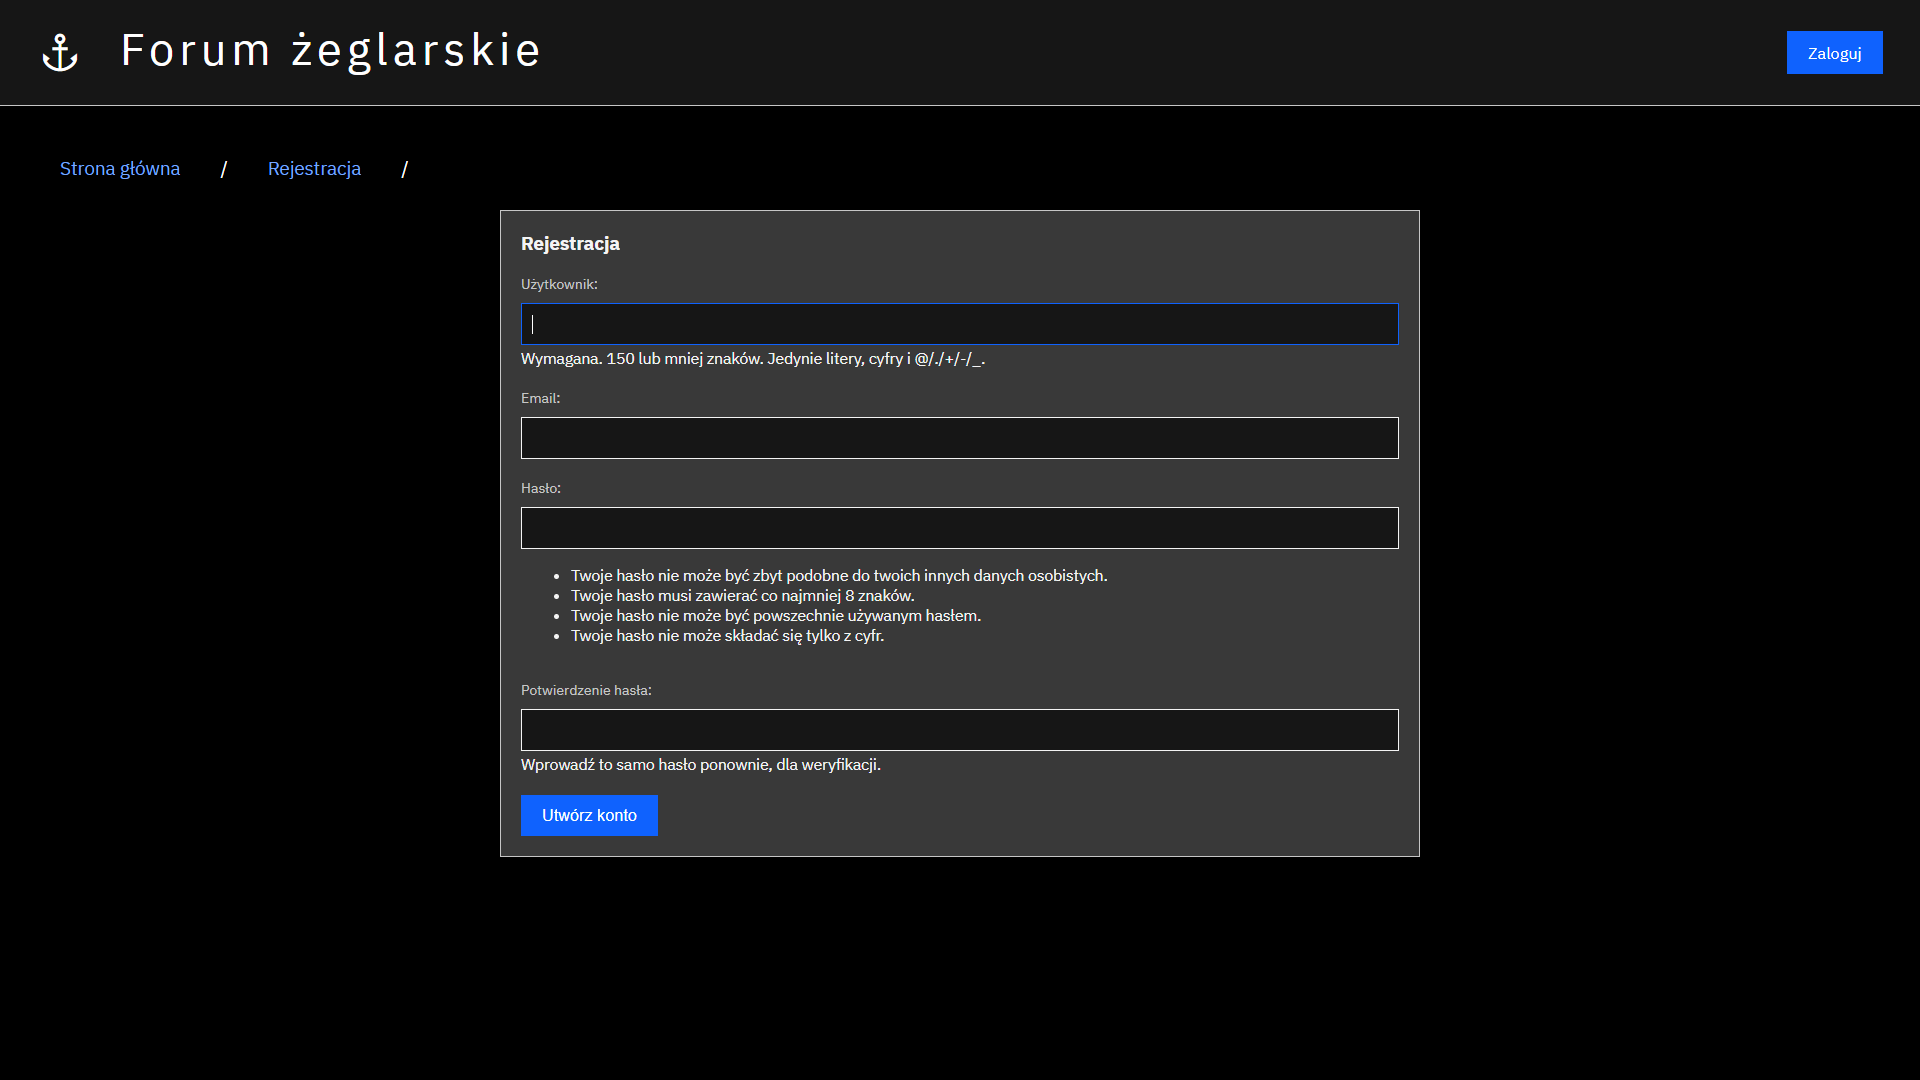 Forum żeglarskie
Zaloguj
Strona główna / Rejestracja /
Rejestracja
Użytkownik:
Wymagana. 150 lub mniej znaków. Jedynie litery, cyfry i @/./+/-/_.
Email:
Hasło:
• Twoje hasło nie może być zbyt podobne do twoich innych danych osobistych.
• Twoje hasło musi zawierać co najmniej 8 znaków.
• Twoje hasło nie może być powszechnie używanym hasłem.
• Twoje hasło nie może składać się tylko z cyfr.
Potwierdzenie hasła:
Wprowadź to samo hasło ponownie, dla weryfikacji.
Utwórz konto